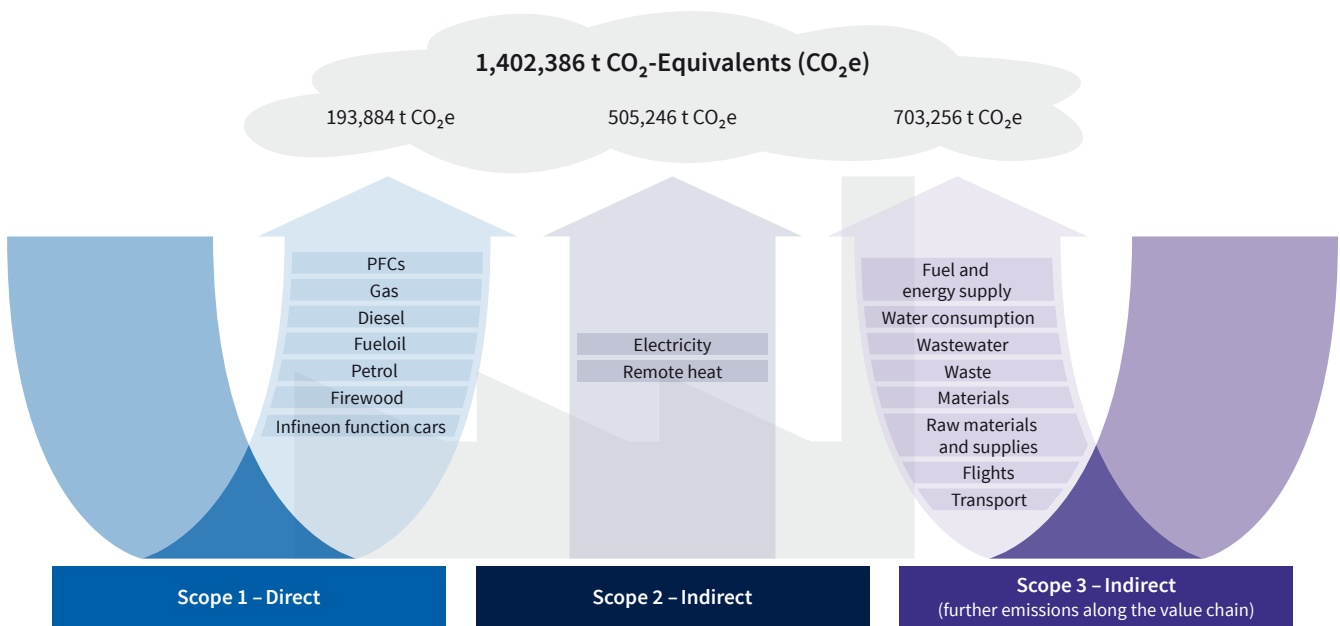 1,402,386 t CO₂-Equivalents (CO₂e)
193,884 t CO₂e
505,246 t CO₂e
703,256 t CO₂e
PFCs
Gas
Diesel
Fueloil
Petrol
Firewood
Infineon function cars
Electricity
Remote heat
Fuel and
energy supply
Water consumption
Wastewater
Waste
Materials
Raw materials
and supplies
Flights
Transport
Scope 1 – Direct
Scope 2 – Indirect
Scope 3 – Indirect
(further emissions along the value chain)